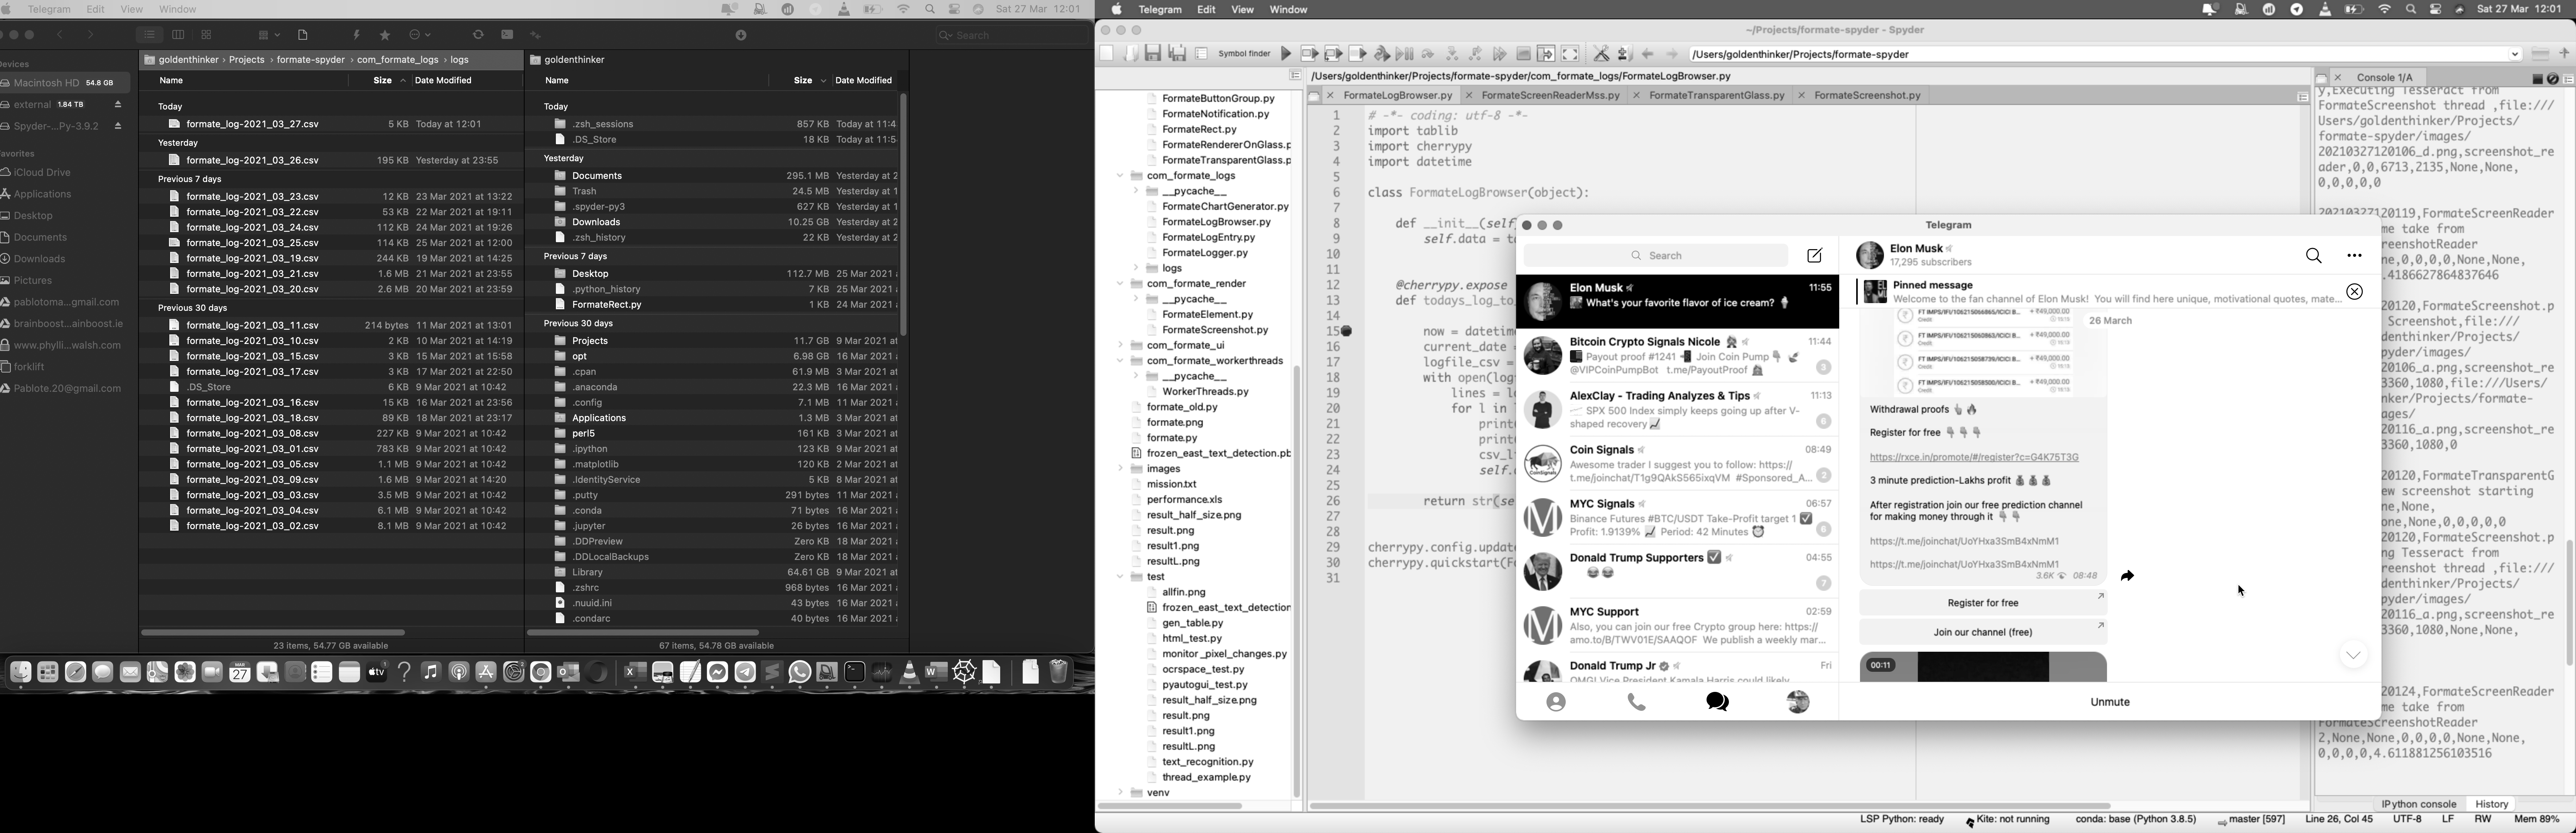 Telegram Edit View Window
Sat 27 Mar 12:01
Search
goldenthinker › Projects › formate-spyder › com_formate_logs › logs
Name Size Date Modified
Devices
Macintosh HD 54.8 GB
external 1.84 TB
Spyder-...Py-3.9.2
Favorites
iCloud Drive
Applications
Desktop
Documents
Downloads
Pictures
pablotoma...gmail.com
brainboost...ainboost.ie
www.phylli...walsh.com
forklift
Pablote.20@gmail.com
Today
formate_log-2021_03_27.csv 5 KB Today at 12:01
Yesterday
formate_log-2021_03_26.csv 195 KB Yesterday at 23:55
Previous 7 days
formate_log-2021_03_23.csv 12 KB 23 Mar 2021 at 13:22
formate_log-2021_03_22.csv 53 KB 22 Mar 2021 at 19:11
formate_log-2021_03_24.csv 112 KB 24 Mar 2021 at 19:26
formate_log-2021_03_25.csv 114 KB 25 Mar 2021 at 12:00
formate_log-2021_03_19.csv 244 KB 19 Mar 2021 at 14:25
formate_log-2021_03_21.csv 1.6 MB 21 Mar 2021 at 23:55
formate_log-2021_03_20.csv 2.6 MB 20 Mar 2021 at 23:59
Previous 30 days
formate_log-2021_03_11.csv 214 bytes 11 Mar 2021 at 13:01
formate_log-2021_03_10.csv 2 KB 10 Mar 2021 at 14:19
formate_log-2021_03_15.csv 3 KB 15 Mar 2021 at 15:58
formate_log-2021_03_17.csv 3 KB 17 Mar 2021 at 22:50
.DS_Store 6 KB 9 Mar 2021 at 10:42
formate_log-2021_03_16.csv 15 KB 16 Mar 2021 at 23:56
formate_log-2021_03_18.csv 89 KB 18 Mar 2021 at 23:17
formate_log-2021_03_08.csv 227 KB 9 Mar 2021 at 10:42
formate_log-2021_03_01.csv 783 KB 9 Mar 2021 at 10:42
formate_log-2021_03_05.csv 1.1 MB 9 Mar 2021 at 10:42
formate_log-2021_03_09.csv 1.6 MB 9 Mar 2021 at 14:20
formate_log-2021_03_03.csv 3.5 MB 9 Mar 2021 at 10:42
formate_log-2021_03_04.csv 6.1 MB 9 Mar 2021 at 10:42
formate_log-2021_03_02.csv 8.1 MB 9 Mar 2021 at 10:42
23 items, 54.77 GB available
goldenthinker
Name Size Date Modified
Today
.zsh_sessions 857 KB Today at 11:4
.DS_Store 18 KB Today at 11:5
Yesterday
Documents 295.1 MB Yesterday at 2
Trash 24.5 MB Yesterday at 1
.spyder-py3 627 KB Yesterday at 1
Downloads 10.25 GB Yesterday at 2
.zsh_history 22 KB Yesterday at 2
Previous 7 days
Desktop 112.7 MB 25 Mar 2021
.python_history 7 KB 25 Mar 2021
FormateRect.py 1 KB 24 Mar 2021
Previous 30 days
Projects 11.7 GB 9 Mar 2021 at
opt 6.98 GB 16 Mar 2021
.cpan 61.9 MB 3 Mar 2021 at
.anaconda 22.3 MB 16 Mar 2021
.config 7.1 MB 11 Mar 2021
Applications 1.3 MB 3 Mar 2021 at
perl5 161 KB 3 Mar 2021 at
.ipython 123 KB 9 Mar 2021 at
.matplotlib 120 KB 2 Mar 2021 at
.IdentityService 5 KB 8 Mar 2021 at
.putty 291 bytes 11 Mar 2021
.conda 71 bytes 16 Mar 2021
.jupyter 26 bytes 16 Mar 2021
.DDPreview Zero KB 18 Mar 2021
.DDLocalBackups Zero KB 18 Mar 2021
Library 64.61 GB 9 Mar 2021 at
.zshrc 968 bytes 16 Mar 2021
.nuuid.ini 43 bytes 16 Mar 2021
.condarc 40 bytes 16 Mar 2021
67 items, 54.78 GB available
MAR
27
tv
Telegram Edit View Window
Sat 27 Mar 12:01
~/Projects/formate-spyder - Spyder
Symbol finder
/Users/goldenthinker/Projects/formate-spyder
/Users/goldenthinker/Projects/formate-spyder/com_formate_logs/FormateLogBrowser.py
FormateLogBrowser.py FormateScreenReaderMss.py FormateTransparentGlass.py FormateScreenshot.py
FormateButtonGroup.py
FormateNotification.py
FormateRect.py
FormateRendererOnGlass.p
FormateTransparentGlass.p
com_formate_logs
__pycache__
FormateChartGenerator.py
FormateLogBrowser.py
FormateLogEntry.py
FormateLogger.py
logs
com_formate_render
__pycache__
FormateElement.py
FormateScreenshot.py
com_formate_ui
com_formate_workerthreads
__pycache__
WorkerThreads.py
formate_old.py
formate.png
formate.py
frozen_east_text_detection.pb
images
mission.txt
performance.xls
result_half_size.png
result.png
result1.png
resultL.png
test
allfin.png
frozen_east_text_detection
gen_table.py
html_test.py
monitor_pixel_changes.py
ocrspace_test.py
pyautogui_test.py
result_half_size.png
result.png
result1.png
resultL.png
text_recognition.py
thread_example.py
venv
1 # -*- coding: utf-8 -*-
2 import tablib
3 import cherrypy
4 import datetime
5
6 class FormateLogBrowser(object):
7
8 def __init__(self
9 self.data = ta
10
11
12 @cherrypy.expose
13 def todays_log_to_
14
15 now = datetime
16 current_date =
17 logfile_csv =
18 with open(log
19 lines = lo
20 for l in l
21 print
22 print
23 csv_l
24 self.d
25
26 return str(se
27
28
29 cherrypy.config.update
30 cherrypy.quickstart(Fo
31
Telegram
Search
Elon Musk 11:55
What's your favorite flavor of ice cream?
Bitcoin Crypto Signals Nicole 11:44
Payout proof #1241 Join Coin Pump
@VIPCoinPumpBot t.me/PayoutProof 3
AlexClay - Trading Analyzes & Tips 11:13
SPX 500 Index simply keeps going up after V-
shaped recovery 6
Coin Signals 08:49
Awesome trader I suggest you to follow: https://
t.me/joinchat/T1g9QAkS565ixqVM #Sponsored_A... 2
MYC Signals 06:57
Binance Futures #BTC/USDT Take-Profit target 1
Profit: 1.9139% Period: 42 Minutes 6
Donald Trump Supporters 04:55
7
MYC Support 02:59
Also, you can join our free Crypto group here: https://
amo.to/B/TWV01E/SAAQOF We publish a weekly mar...
Donald Trump Jr Fri
OMG! Vice President Kamala Harris could likely
Elon Musk
17,295 subscribers
Pinned message
Welcome to the fan channel of Elon Musk! You will find here unique, motivational quotes, mate...
26 March
Withdrawal proofs
Register for free
https://rxce.in/promote/#/register?c=G4K75T3G
3 minute prediction-Lakhs profit
After registration join our free prediction channel
for making money through it
https://t.me/joinchat/UoYHxa3SmB4xNmM1
https://t.me/joinchat/UoYHxa3SmB4xNmM1
3.6K 08:48
Register for free
Join our channel (free)
00:11
Unmute
Console 1/A
y,Executing Tesseract from
FormateScreenshot thread ,file:///
Users/goldenthinker/Projects/
formate-spyder/images/
20210327120106_d.png,screenshot_re
ader,0,0,6713,2135,None,None,
0,0,0,0,0
20210327120119,FormateScreenReader
me take from
reenshotReader
ne,0,0,0,0,None,None,
.4186627864837646
20120,FormateScreenshot.p
Screenshot,file:///
denthinker/Projects/
pyder/images/
20106_a.png,screenshot_re
3360,1080,file:///Users/
inker/Projects/formate-
ages/
20116_a.png,screenshot_re
3360,1080,0
20120,FormateTransparentG
ew screenshot starting
None,None,
one,None,0,0,0,0,0
20120,FormateScreenshot.p
ng Tesseract from
nshot thread ,file:///
denthinker/Projects/
pyder/images/
20116_a.png,screenshot_re
3360,1080,None,None,
20124,FormateScreenReader
me take from
FormateScreenshotReader
2,None,None,0,0,0,0,None,None,
0,0,0,0,4.611881256103516
IPython console History
LSP Python: ready Kite: not running conda: base (Python 3.8.5) master [597] Line 26, Col 45 UTF-8 LF RW Mem 89%